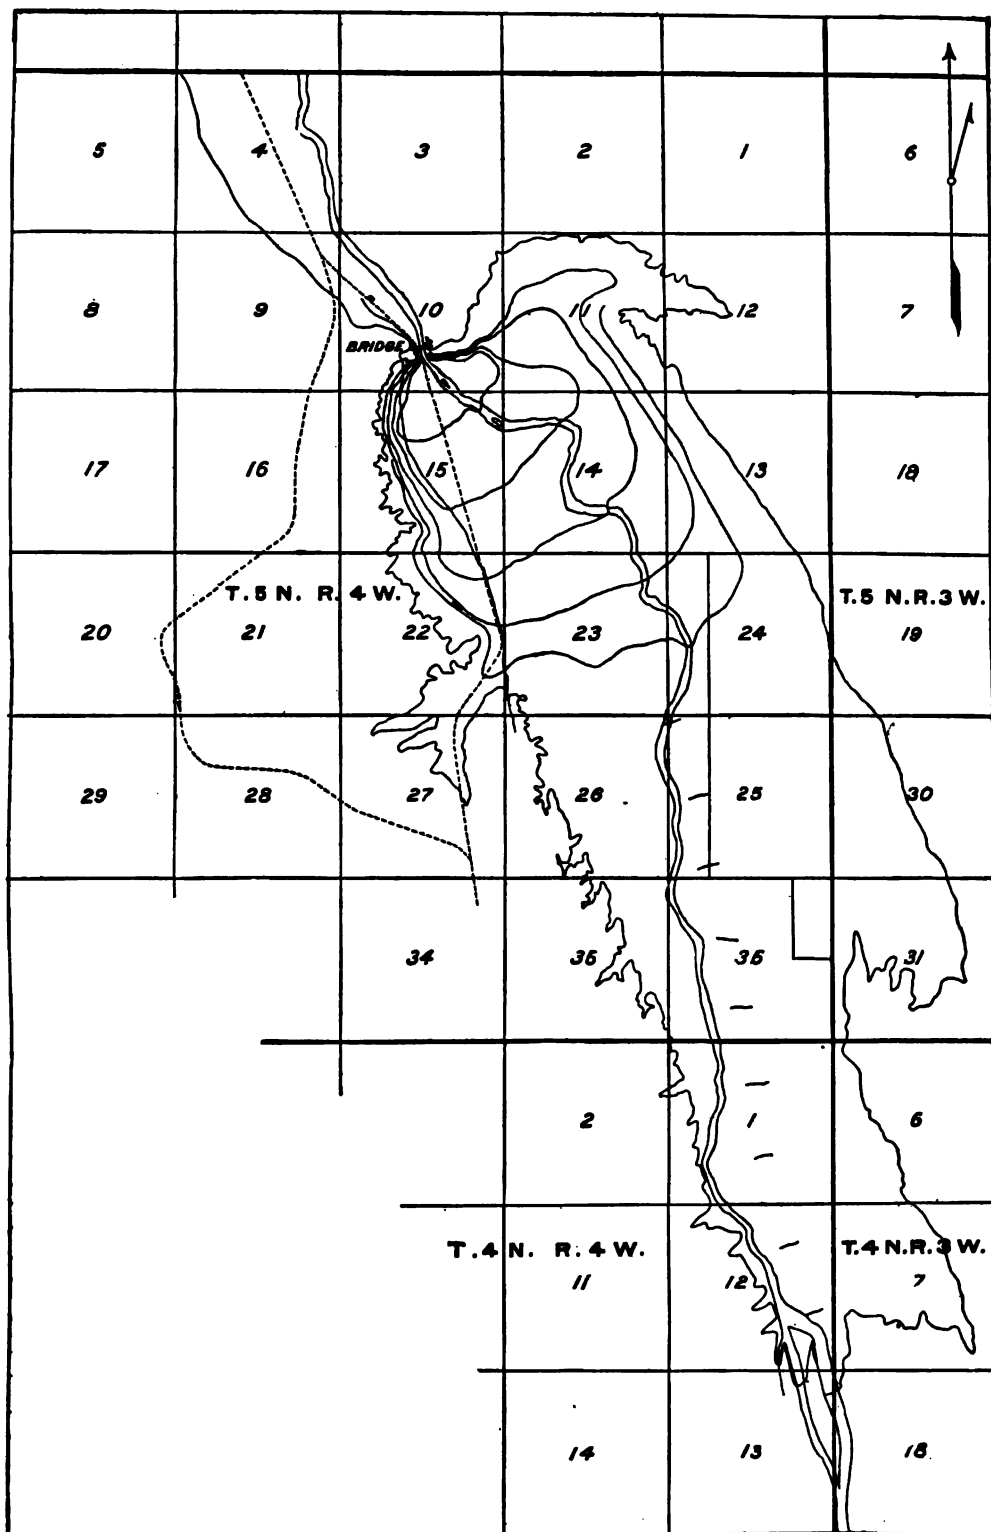 5 4 3 2 1 6
8 9 10 11 12 7
BRIDGE
17 16 15 14 13 18
T.5 N. R. 4 W. T.5 N.R.3 W.
20 21 22 23 24 19
29 28 27 26 25 30
34 35 36 31
2 1 6
T.4 N. R. 4 W. T.4 N.R.3 W.
11 12 7
14 13 18